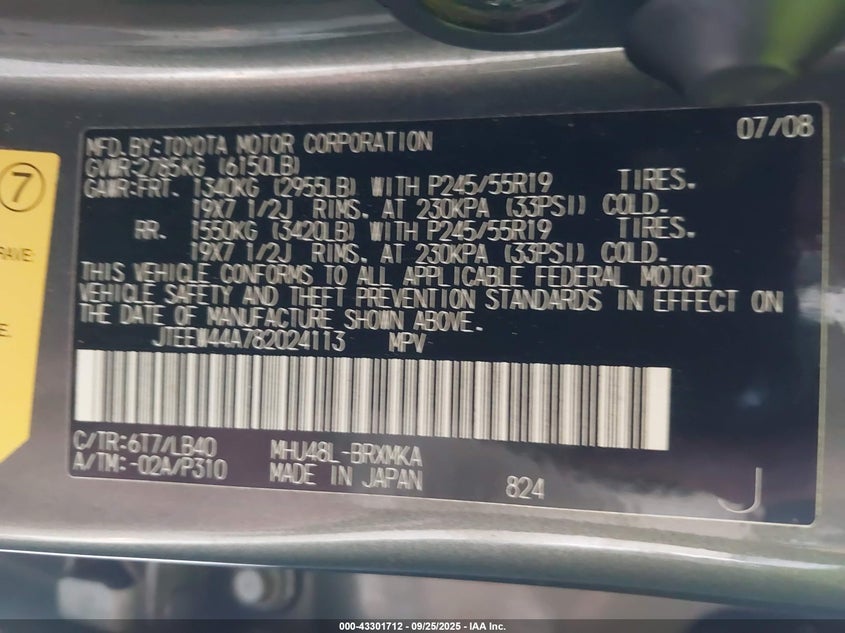 07/08
MFD. BY: TOYOTA MOTOR CORPORATION
GVWR:2785KG (6150LB)
GAWR:FRT. 1340KG (2955LB) WITH P245/55R19 TIRES.
19X7 1/2J RIMS. AT 230KPA (33PSI) COLD.
RR. 1550KG (3420LB) WITH P245/55R19 TIRES.
19X7 1/2J RIMS. AT 230KPA (33PSI) COLD.
THIS VEHICLE CONFORMS TO ALL APPLICABLE FEDERAL MOTOR
VEHICLE SAFETY AND THEFT PREVENTION STANDARDS IN EFFECT ON
THE DATE OF MANUFACTURE SHOWN ABOVE.
JTEEW44A782024113 MPV
C/TR:6T7/LB40 MHU48L-BRXMKA
A/TM:-02A/P310 MADE IN JAPAN 824
J
7
E.
000-43301712 - 09/25/2025 - IAA Inc.